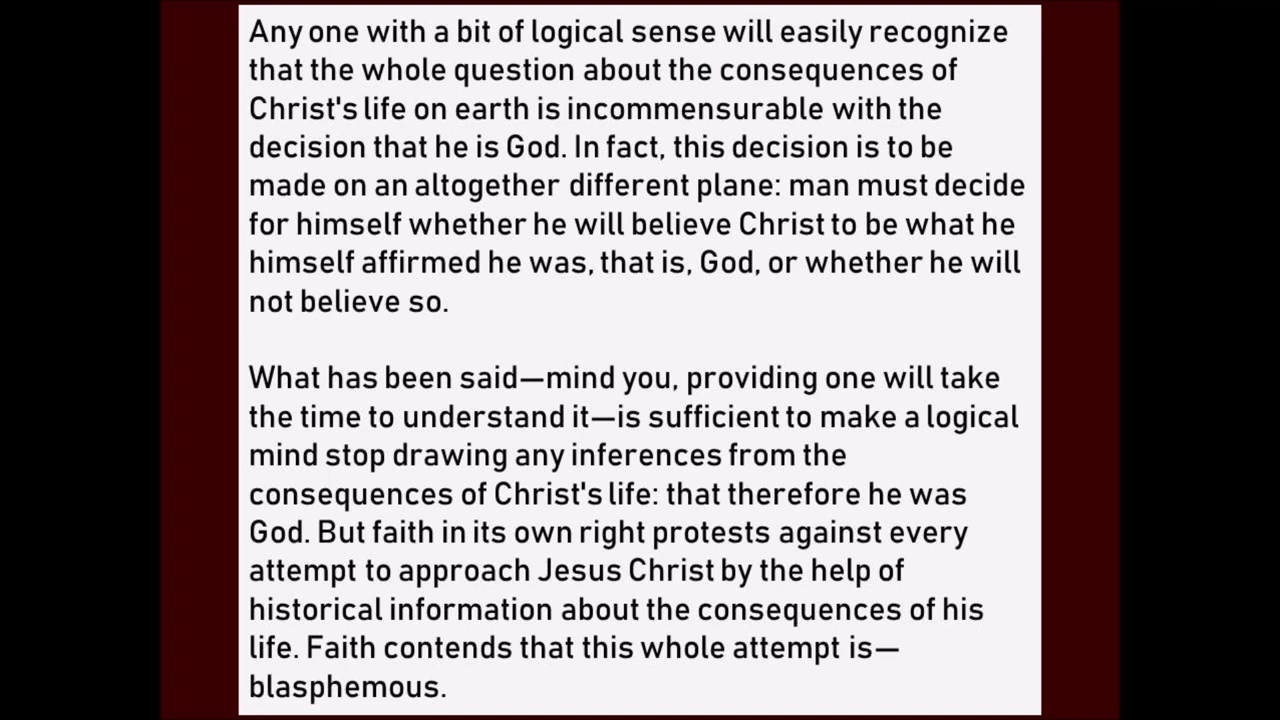 Any one with a bit of logical sense will easily recognize
that the whole question about the consequences of
Christ's life on earth is incommensurable with the
decision that he is God. In fact, this decision is to be
made on an altogether different plane: man must decide
for himself whether he will believe Christ to be what he
himself affirmed he was, that is, God, or whether he will
not believe so.
What has been said—mind you, providing one will take
the time to understand it—is sufficient to make a logical
mind stop drawing any inferences from the
consequences of Christ's life: that therefore he was
God. But faith in its own right protests against every
attempt to approach Jesus Christ by the help of
historical information about the consequences of his
life. Faith contends that this whole attempt is—
blasphemous.